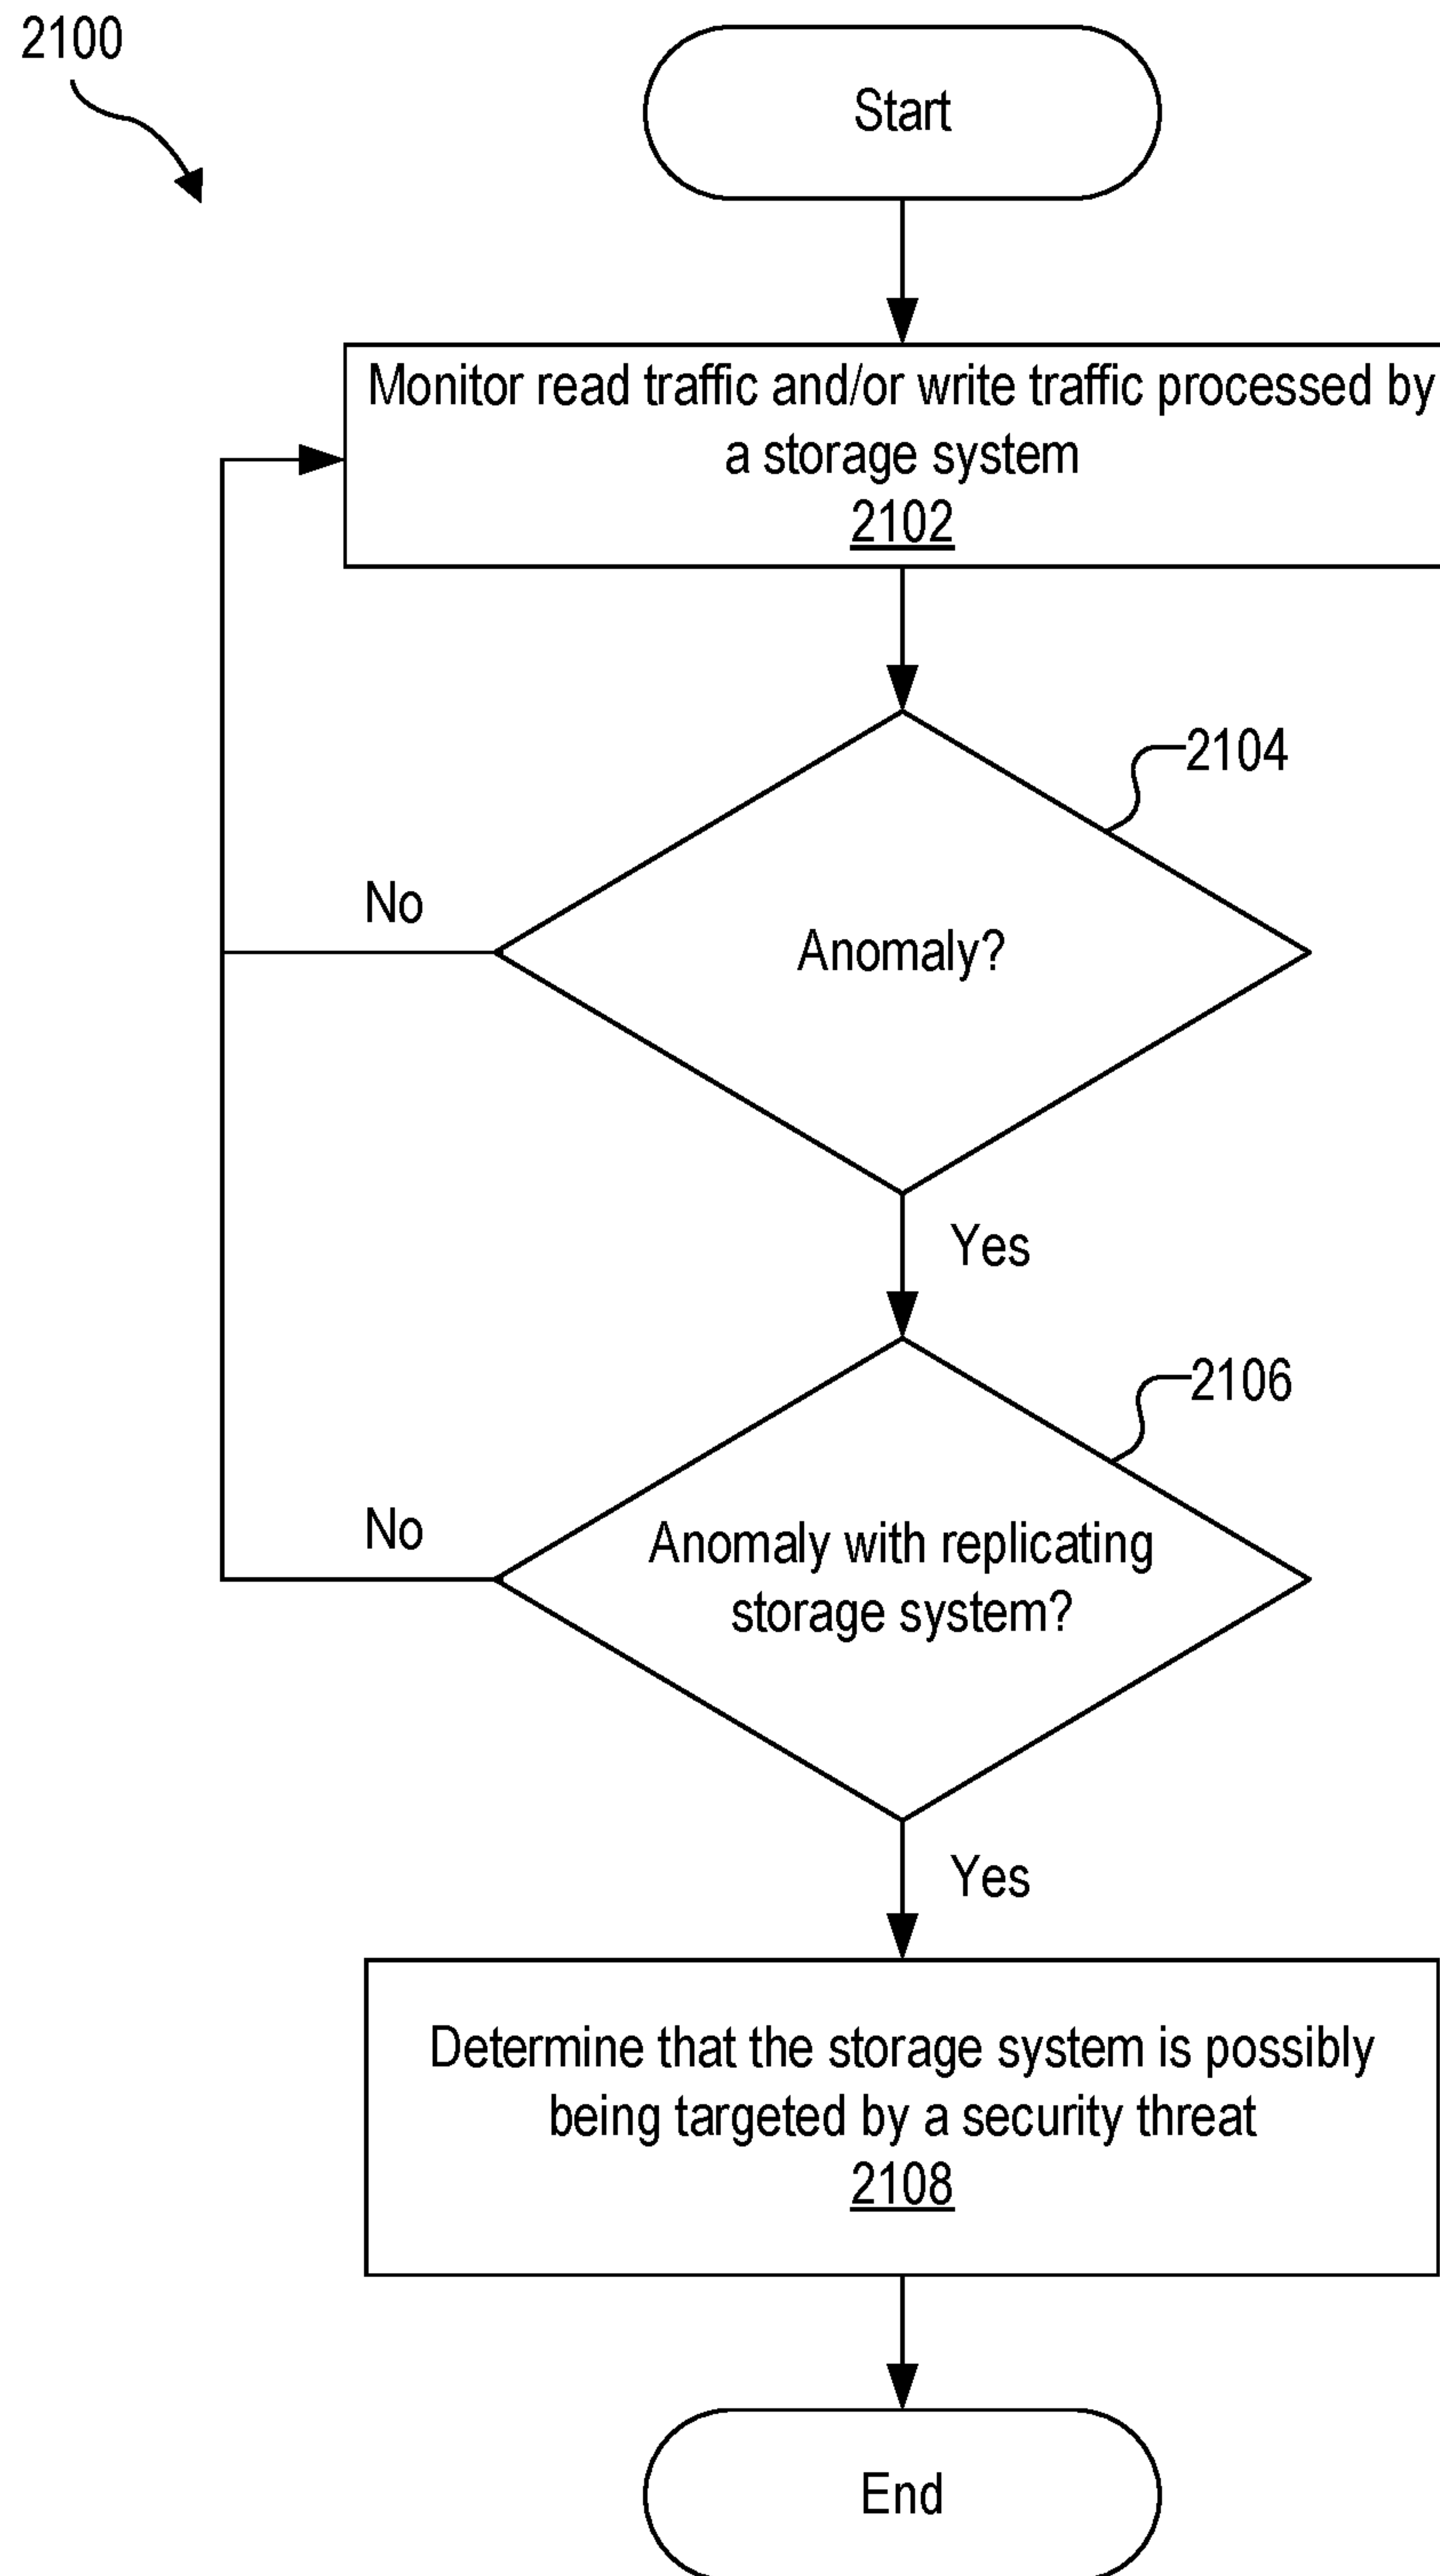 2100
Start
Monitor read traffic and/or write traffic processed by
a storage system
2102
2104
No
Anomaly?
Yes
2106
No
Anomaly with replicating
storage system?
Yes
Determine that the storage system is possibly
being targeted by a security threat
2108
End